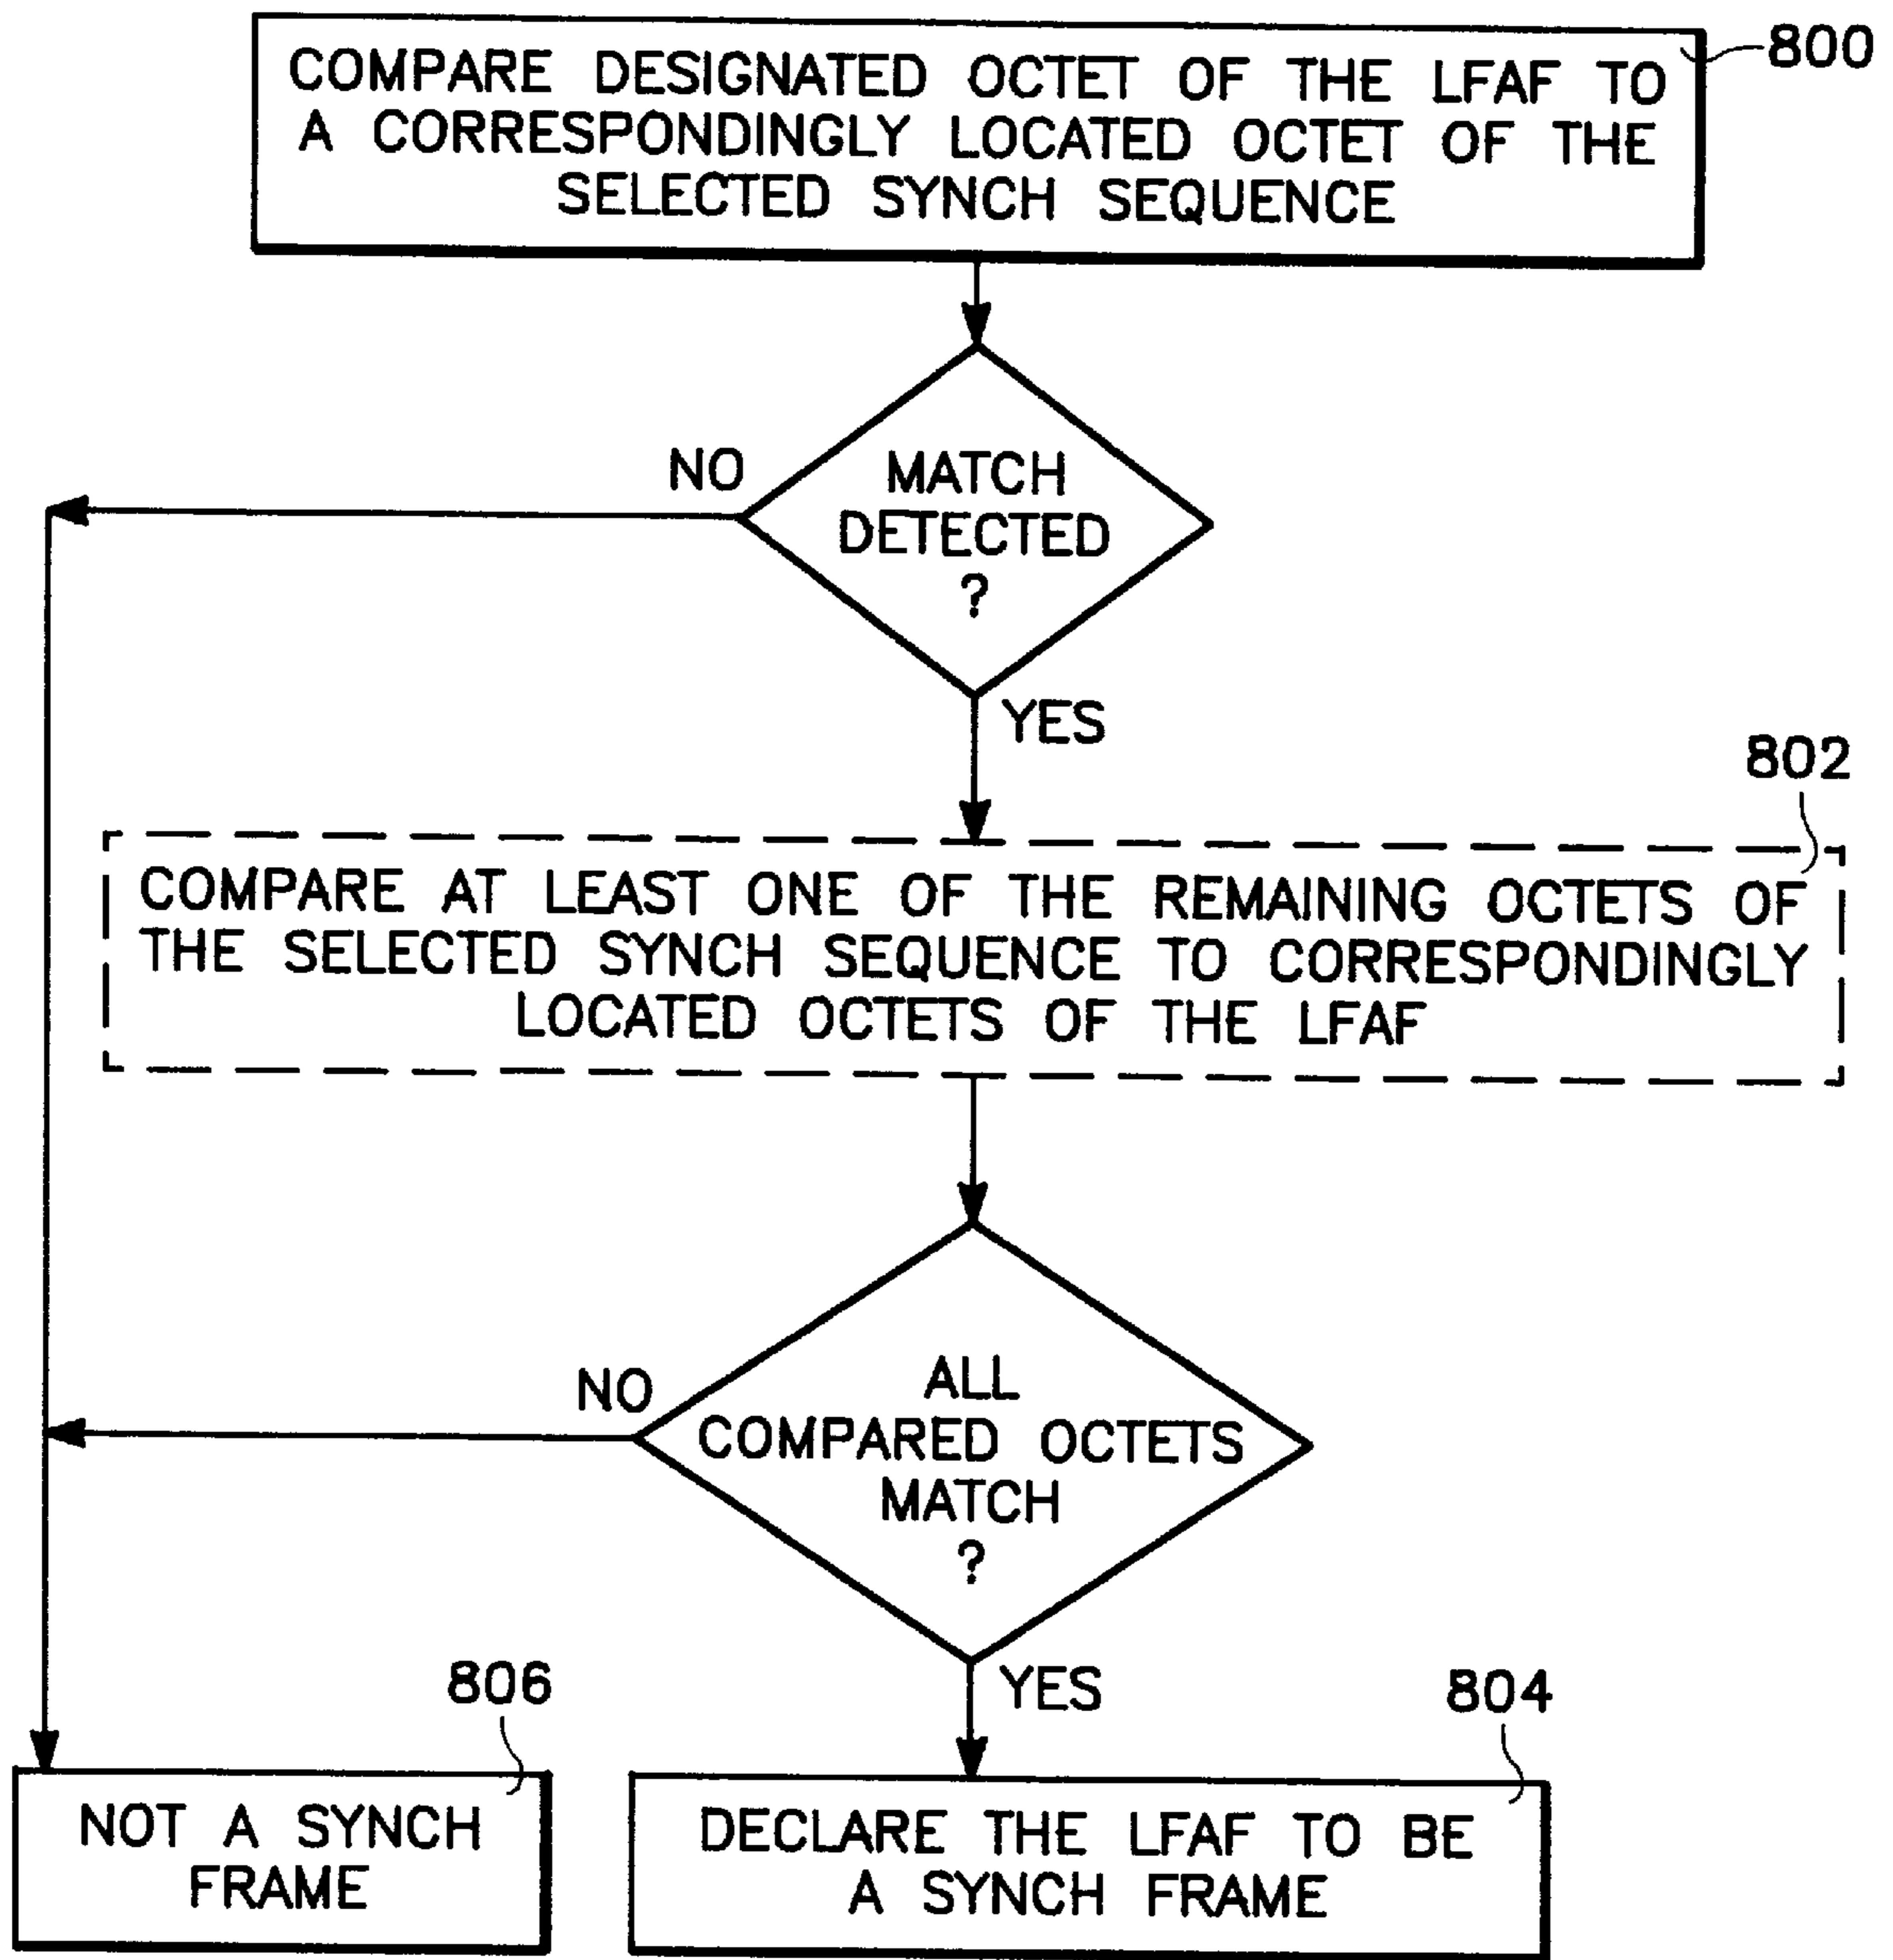 COMPARE DESIGNATED OCTET OF THE LFAF TO
A CORRESPONDINGLY LOCATED OCTET OF THE
SELECTED SYNCH SEQUENCE
800
MATCH
DETECTED
?
NO
YES
802
COMPARE AT LEAST ONE OF THE REMAINING OCTETS OF
THE SELECTED SYNCH SEQUENCE TO CORRESPONDINGLY
LOCATED OCTETS OF THE LFAF
ALL
COMPARED OCTETS
MATCH
?
NO
YES
806
NOT A SYNCH
FRAME
804
DECLARE THE LFAF TO BE
A SYNCH FRAME